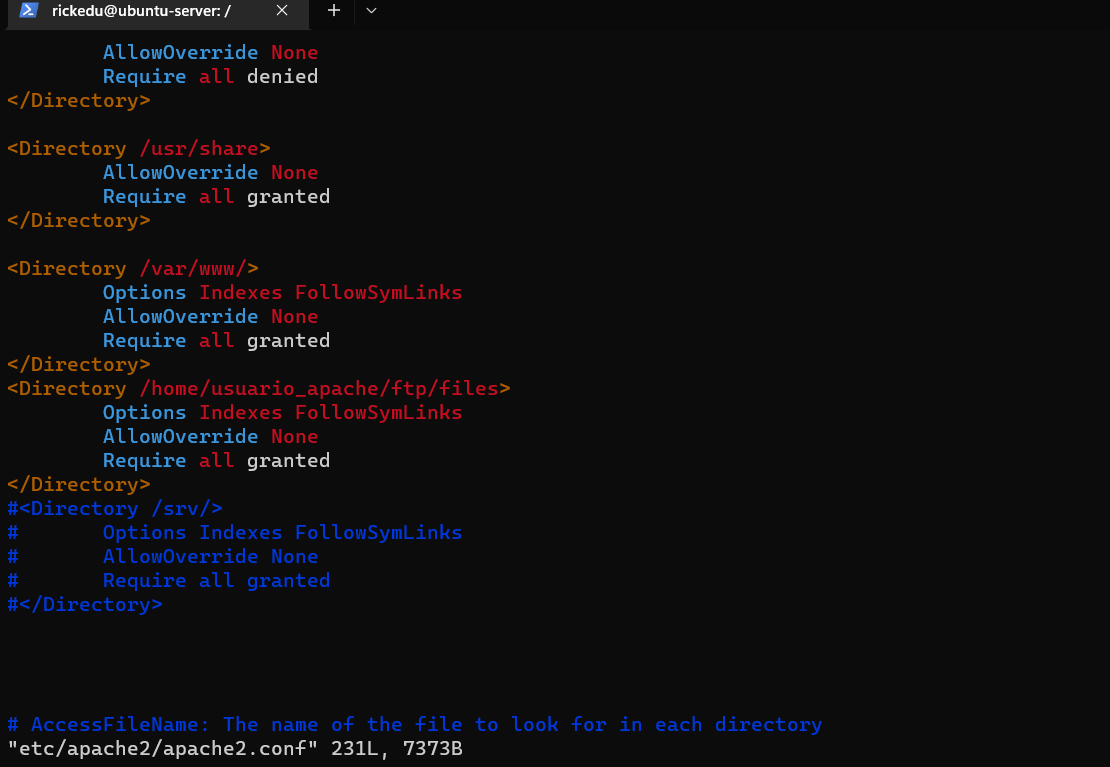 rickedu@ubuntu-server: /
        AllowOverride None
        Require all denied
</Directory>

<Directory /usr/share>
        AllowOverride None
        Require all granted
</Directory>

<Directory /var/www/>
        Options Indexes FollowSymLinks
        AllowOverride None
        Require all granted
</Directory>
<Directory /home/usuario_apache/ftp/files>
        Options Indexes FollowSymLinks
        AllowOverride None
        Require all granted
</Directory>
#<Directory /srv/>
#       Options Indexes FollowSymLinks
#       AllowOverride None
#       Require all granted
#</Directory>

# AccessFileName: The name of the file to look for in each directory
"etc/apache2/apache2.conf" 231L, 7373B